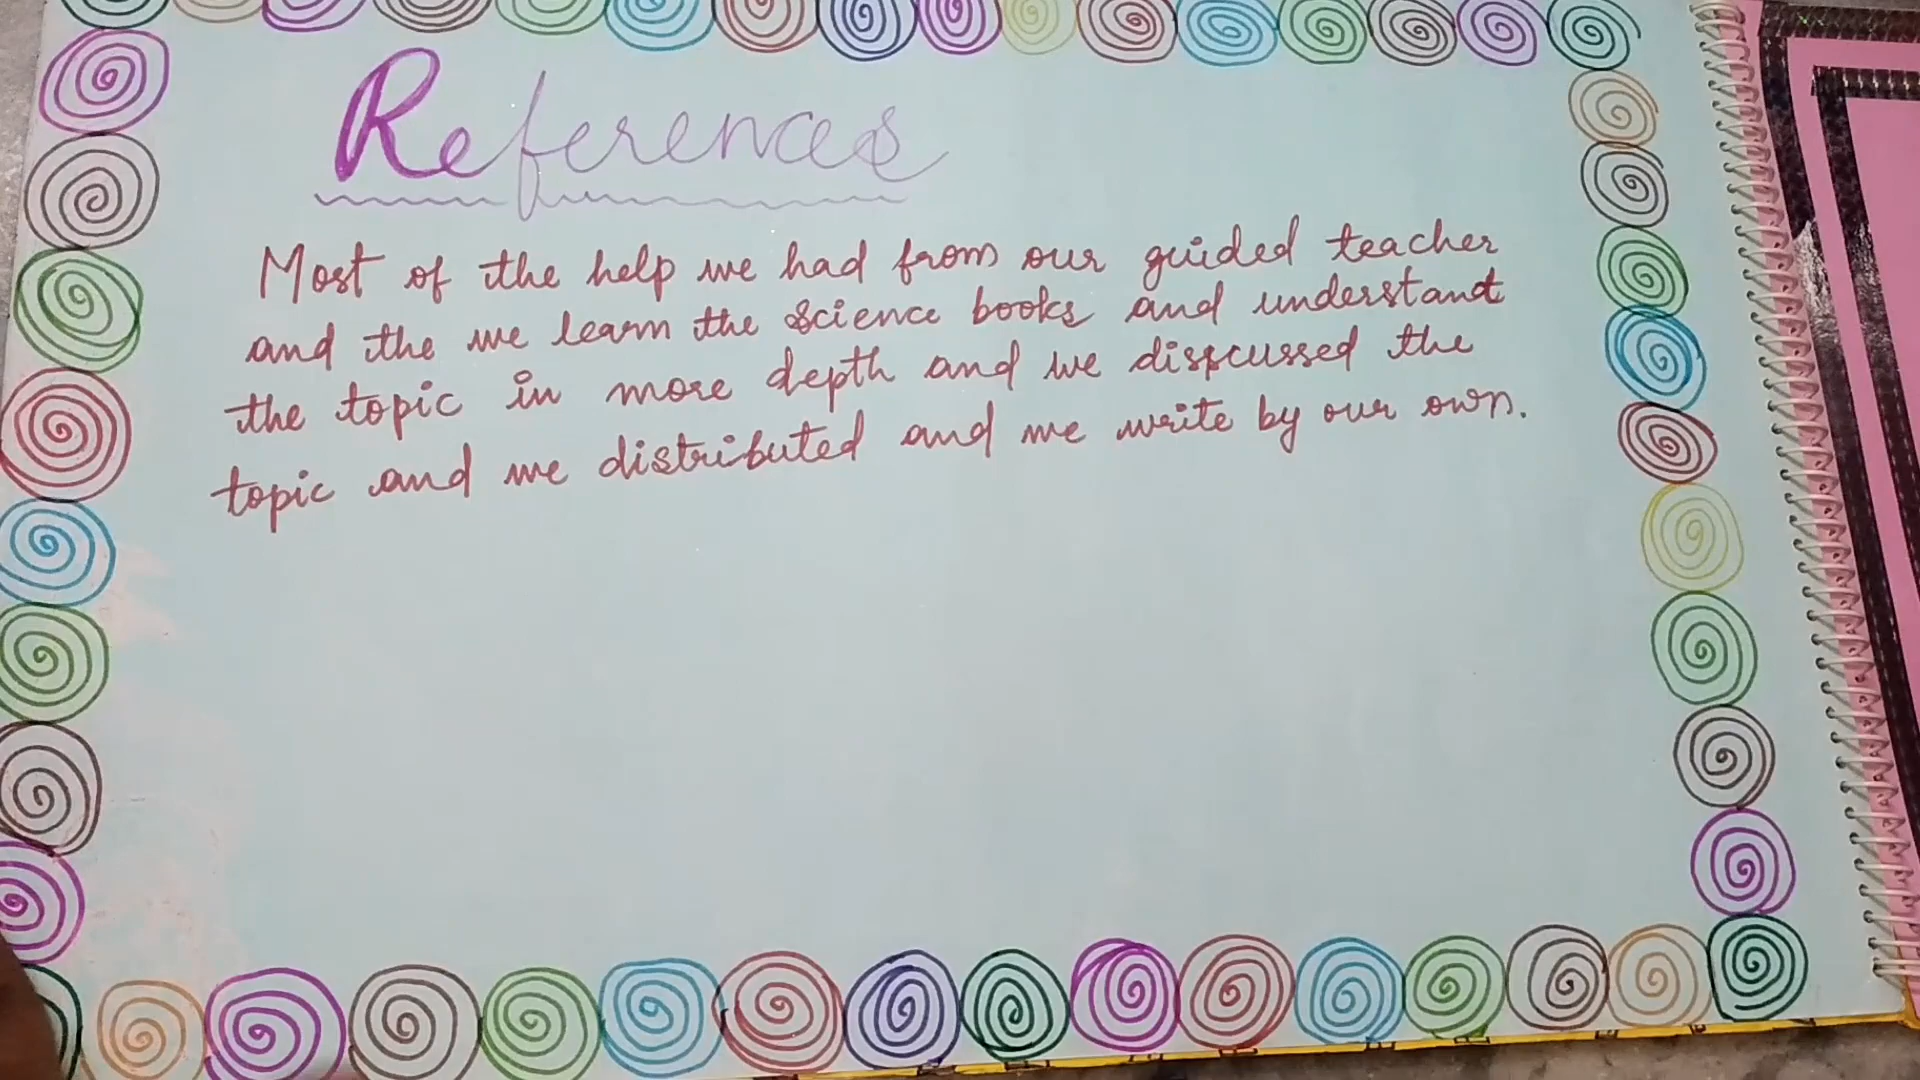 References
Most of the help we had from our guided teacher
and the we learn the science books and understand
the topic in more depth and we disscussed the
topic and we distributed and we write by our own.